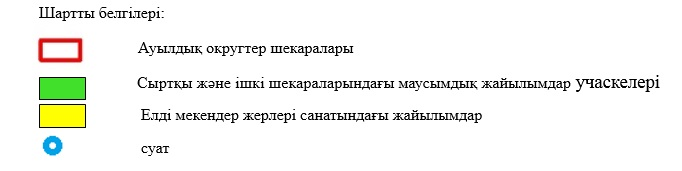 Шартты белгілері:
Ауылдық округтер шекаралары
Сыртқы және ішкі шекараларындағы маусымдық жайылымдар учаскелері
Елді мекендер жерлері санатындағы жайылымдар
суат